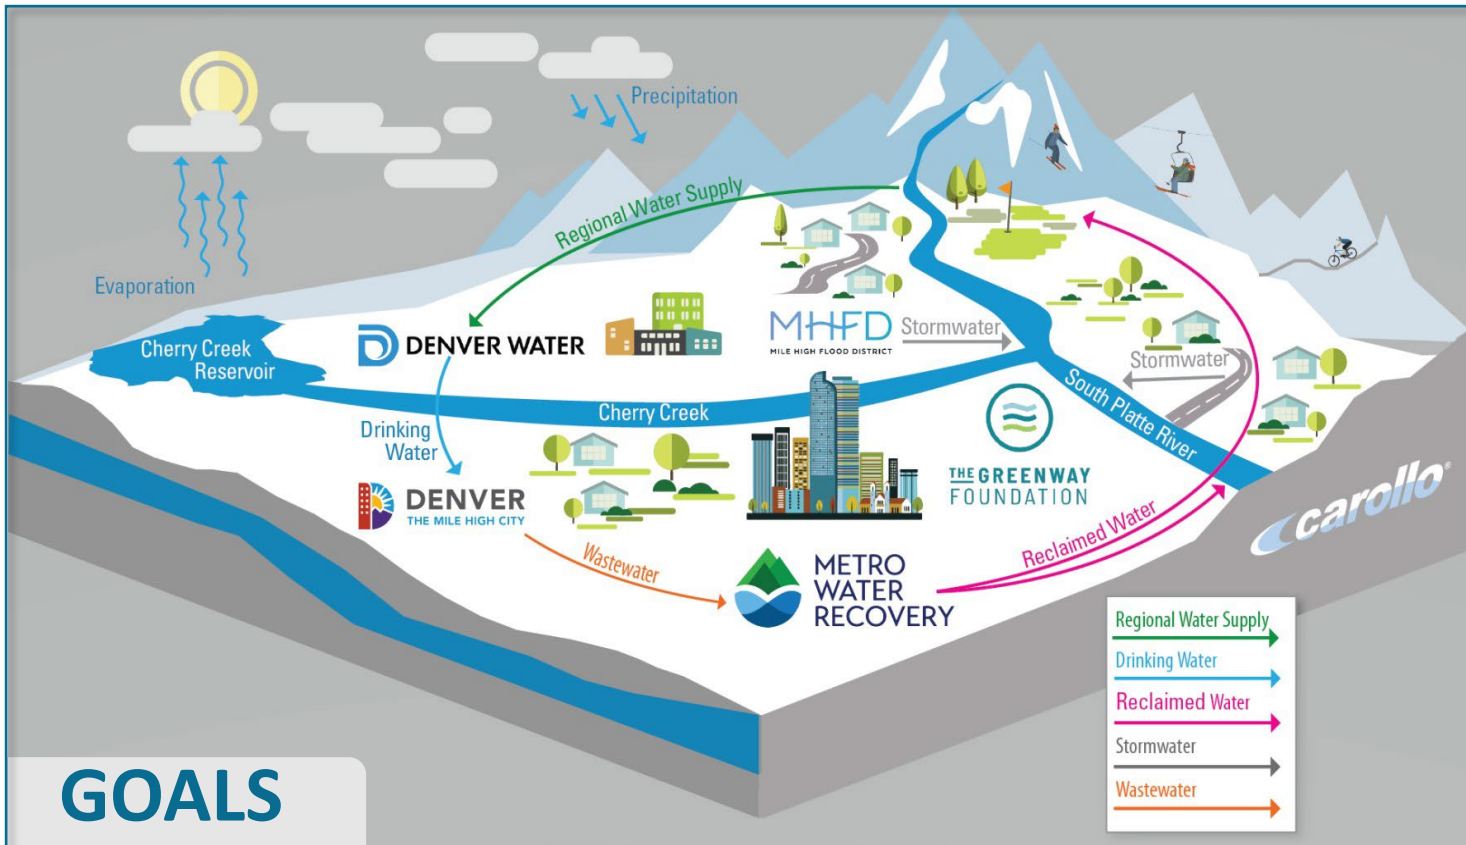 Precipitation
Evaporation
Regional Water Supply
Cherry Creek
Reservoir
DENVER WATER
MHFD
MILE HIGH FLOOD DISTRICT
Stormwater
Stormwater
Cherry Creek
South Platte River
Drinking
Water
DENVER
THE MILE HIGH CITY
THE GREENWAY
FOUNDATION
Wastewater
METRO
WATER
RECOVERY
Reclaimed Water
carollo®
Regional Water Supply
Drinking Water
Reclaimed Water
Stormwater
Wastewater
GOALS